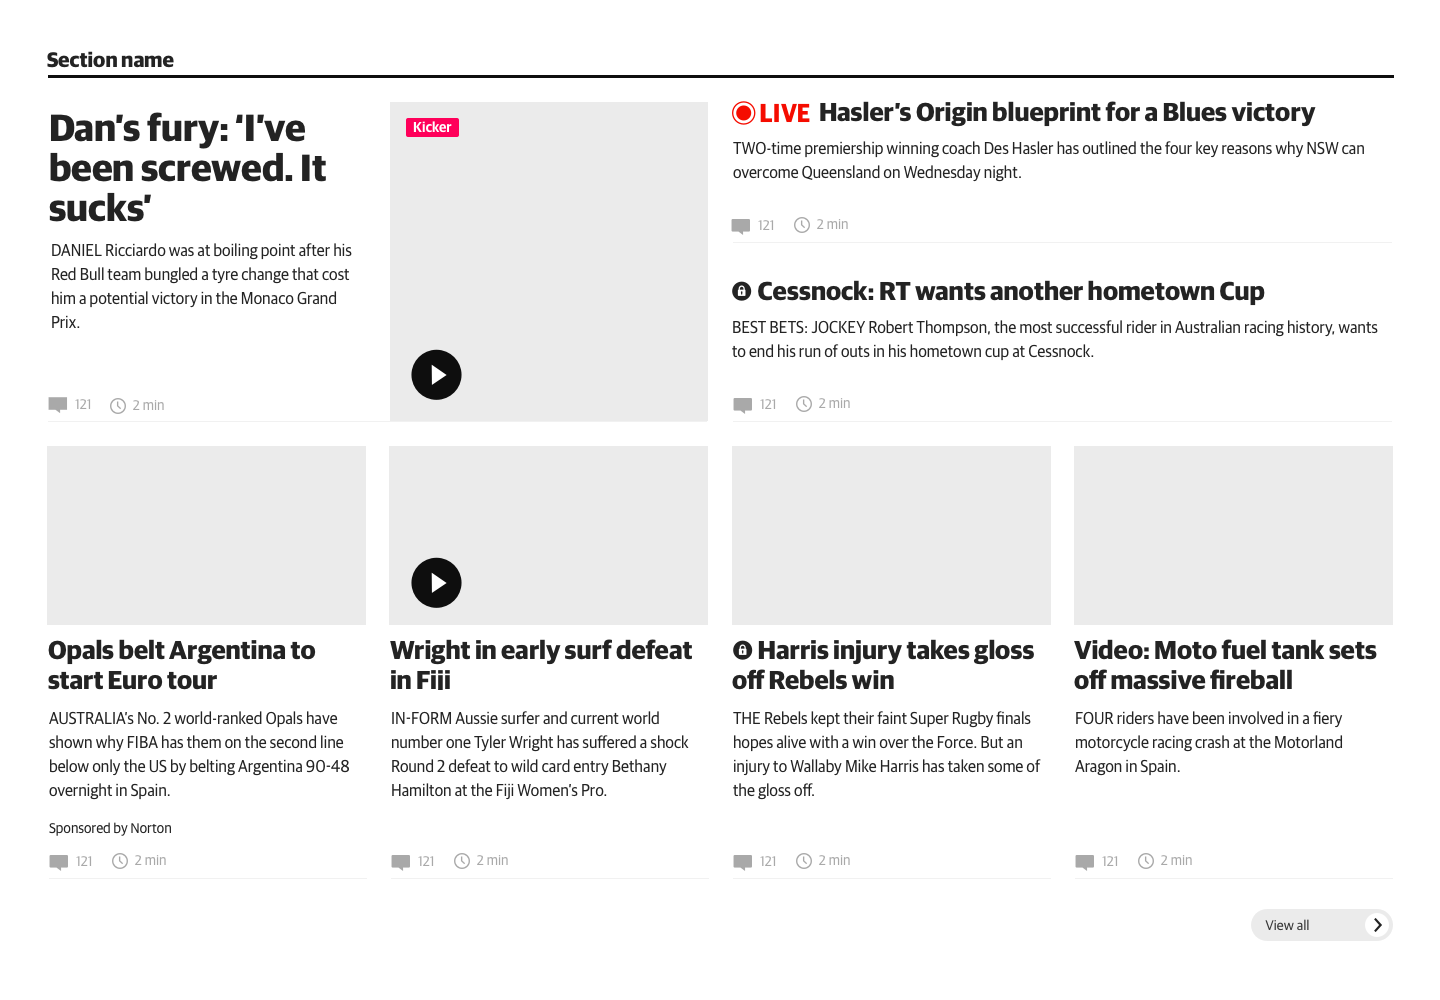 Section name
Dan's fury: 'I've
been screwed. It
sucks'
DANIEL Ricciardo was at boiling point after his
Red Bull team bungled a tyre change that cost
him a potential victory in the Monaco Grand
Prix.
121 2 min
Kicker
LIVE Hasler's Origin blueprint for a Blues victory
TWO-time premiership winning coach Des Hasler has outlined the four key reasons why NSW can
overcome Queensland on Wednesday night.
121 2 min
Cessnock: RT wants another hometown Cup
BEST BETS: JOCKEY Robert Thompson, the most successful rider in Australian racing history, wants
to end his run of outs in his hometown cup at Cessnock.
121 2 min
Opals belt Argentina to
start Euro tour
AUSTRALIA's No. 2 world-ranked Opals have
shown why FIBA has them on the second line
below only the US by belting Argentina 90-48
overnight in Spain.
Sponsored by Norton
121 2 min
Wright in early surf defeat
in Fiji
IN-FORM Aussie surfer and current world
number one Tyler Wright has suffered a shock
Round 2 defeat to wild card entry Bethany
Hamilton at the Fiji Women's Pro.
121 2 min
Harris injury takes gloss
off Rebels win
THE Rebels kept their faint Super Rugby finals
hopes alive with a win over the Force. But an
injury to Wallaby Mike Harris has taken some of
the gloss off.
121 2 min
Video: Moto fuel tank sets
off massive fireball
FOUR riders have been involved in a fiery
motorcycle racing crash at the Motorland
Aragon in Spain.
121 2 min
View all